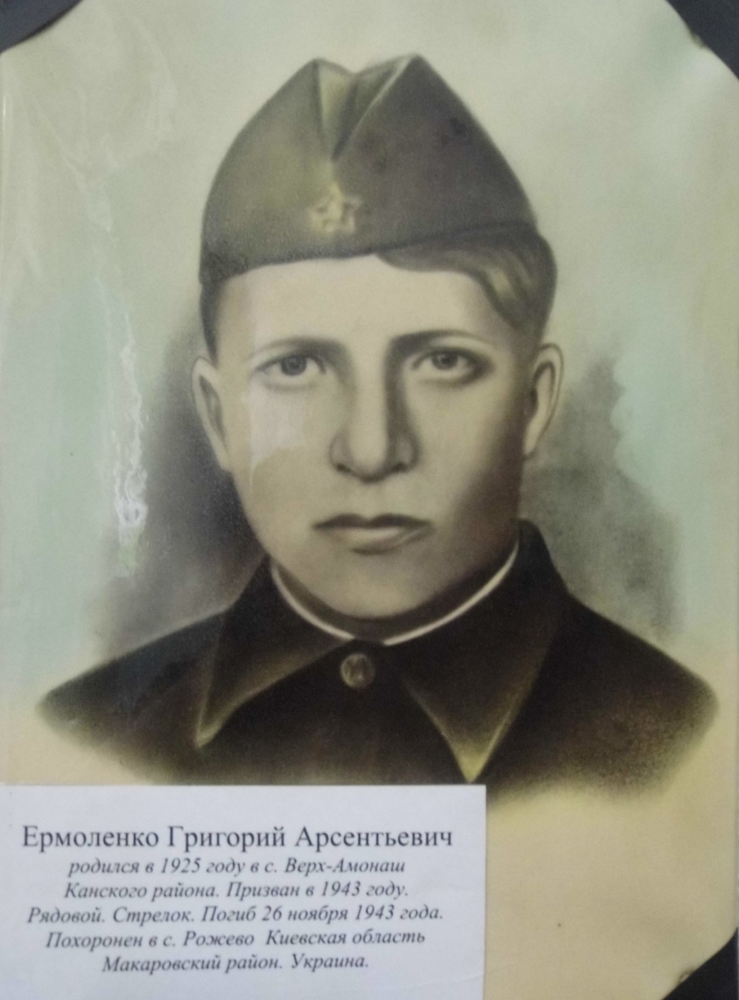 Ермоленко Григорий Арсентьевич
родился в 1925 году в с. Верх-Амонаш
Канского района. Призван в 1943 году.
Рядовой. Стрелок. Погиб 26 ноября 1943 года.
Похоронен в с. Рожево Киевская область
Макаровский район. Украина.